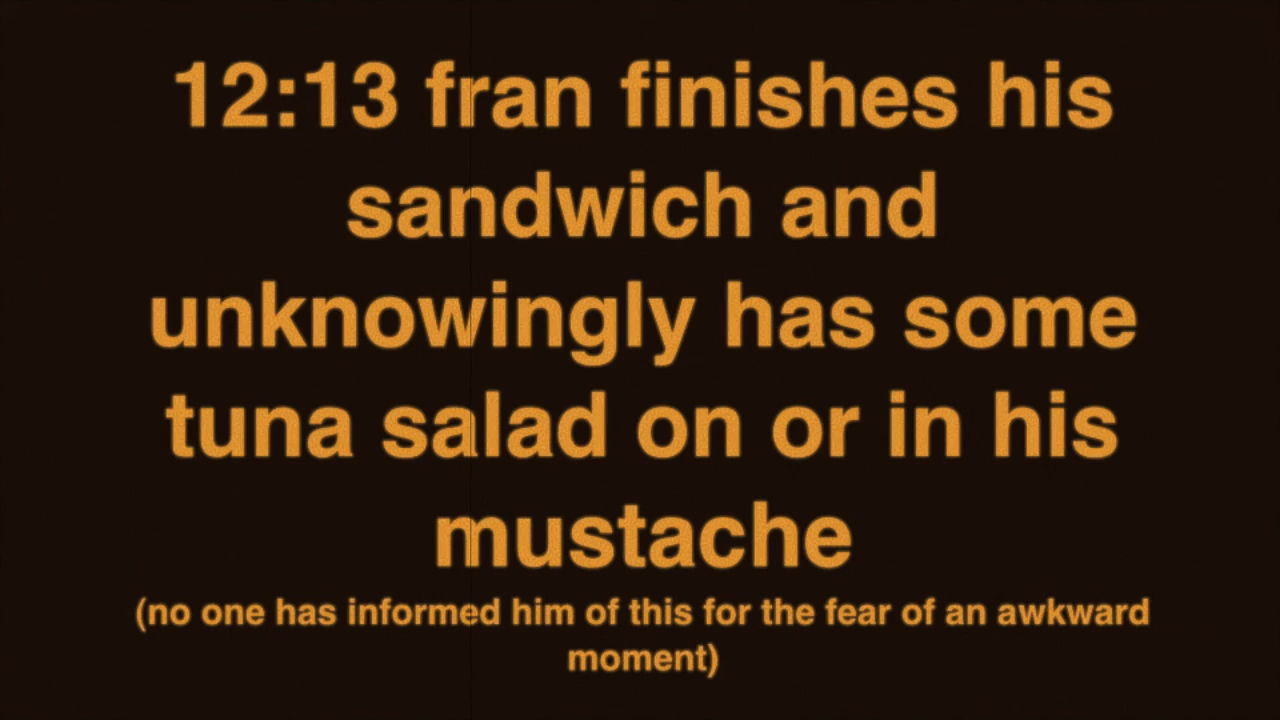 12:13 fran finishes his
sandwich and
unknowingly has some
tuna salad on or in his
mustache
(no one has informed him of this for the fear of an awkward
moment)